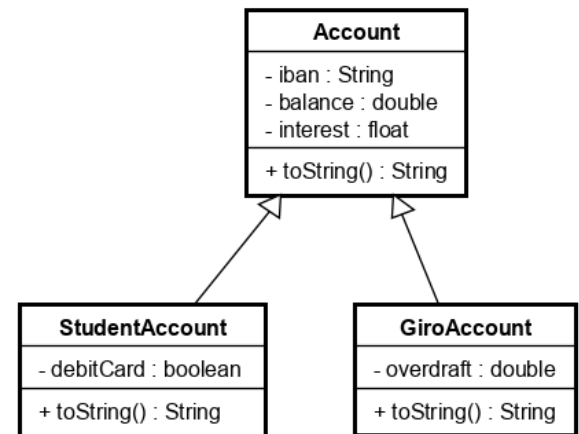 Account
- iban : String
- balance : double
- interest : float
+ toString() : String
StudentAccount
- debitCard : boolean
+ toString() : String
GiroAccount
- overdraft : double
+ toString() : String